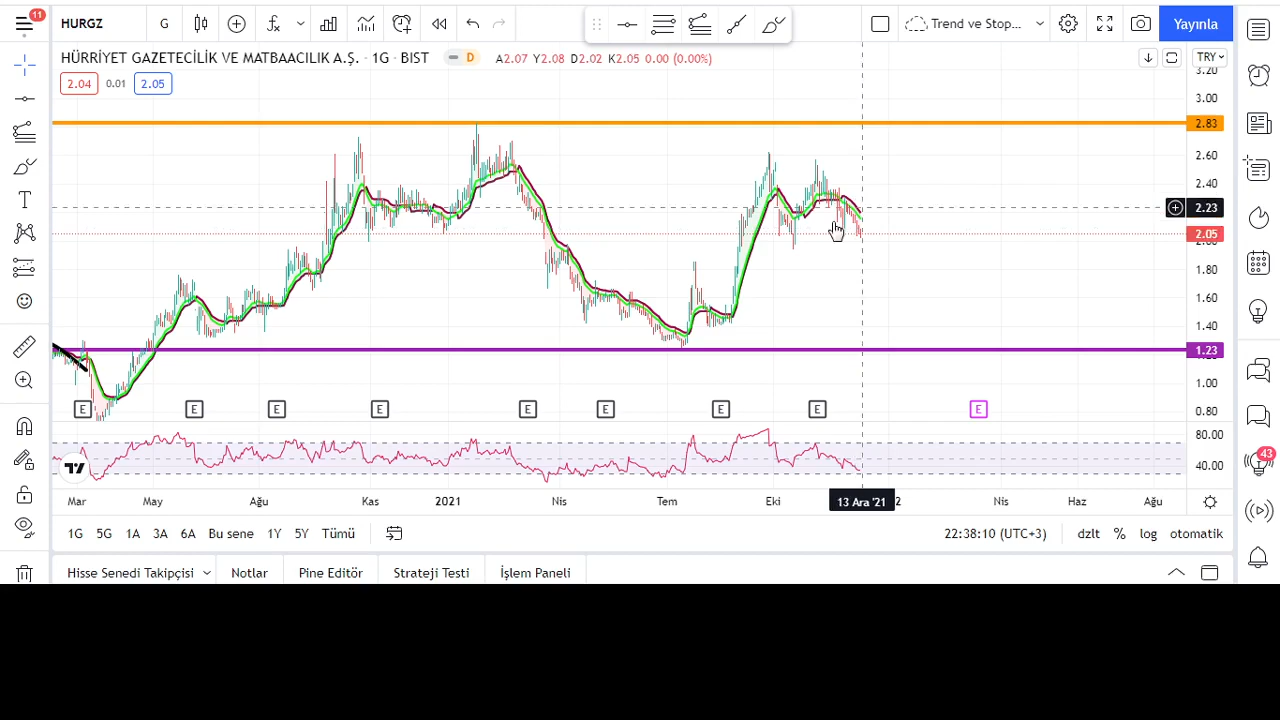 11
HURGZ
G
Trend ve Stop...
Yayınla
HÜRRİYET GAZETECİLİK VE MATBAACILIK A.Ş. · 1G · BIST
D
A2.07 Y2.08 D2.02 K2.05 0.00 (0.00%)
TRY
2.04
0.01
2.05
3.20
3.00
2.83
2.60
2.40
2.23
2.05
1.80
1.60
1.40
1.23
1.00
0.80
E E E E E E E E E
80.00
40.00
43
Mar May Ağu Kas 2021 Nis Tem Eki 13 Ara '21 2 Nis Haz Ağu
1G 5G 1A 3A 6A Bu sene 1Y 5Y Tümü
22:38:10 (UTC+3) dzlt % log otomatik
Hisse Senedi Takipçisi Notlar Pine Editör Strateji Testi İşlem Paneli